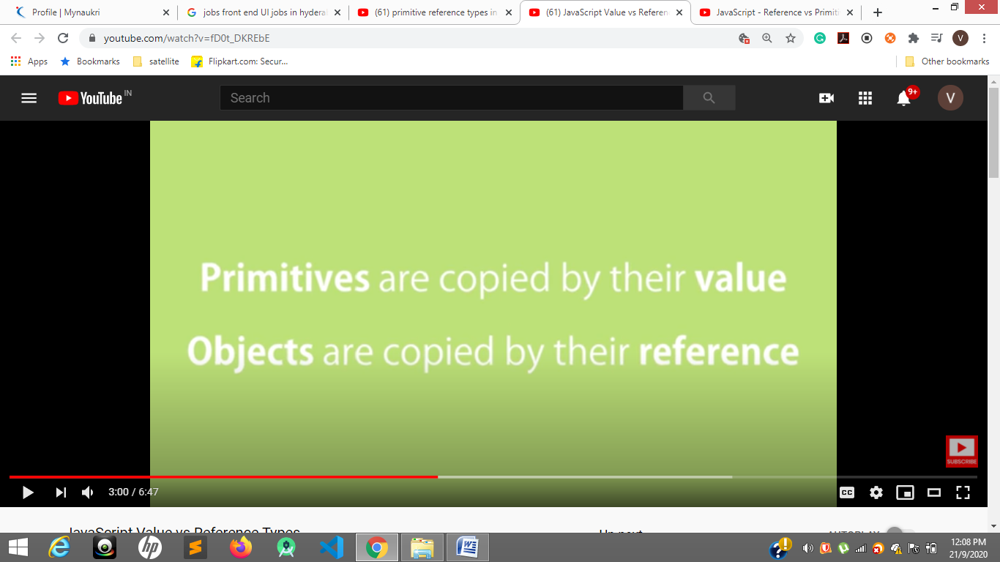 Profile | Mynaukri
jobs front end UI jobs in hydera
(61) primitive reference types in
(61) JavaScript Value vs Referen
JavaScript - Reference vs Primiti
youtube.com/watch?v=fD0t_DKREbE
V
Apps
Bookmarks
satellite
Flipkart.com: Secur...
Other bookmarks
YouTube IN
Search
9+
V
Primitives are copied by their value
Objects are copied by their reference
SUBSCRIBE
3:00 / 6:47
CC
JavaScript Value vs Reference Types
Up next
AUTOPLAY
12:08 PM
21/9/2020